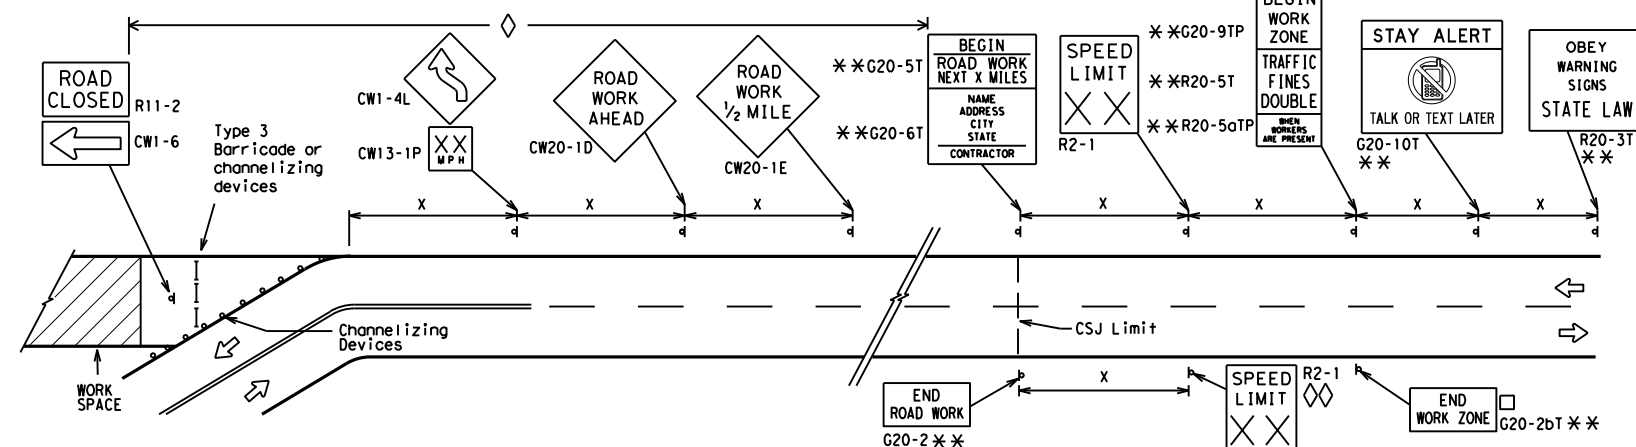 ROAD
CLOSED
R11-2
CW1-6
Type 3
Barricade or
channelizing
devices
CW1-4L
CW13-1P
XX
MPH
X
ROAD
WORK
AHEAD
CW20-1D
X
ROAD
WORK
1/2 MILE
CW20-1E
X
**G20-5T
**G20-6T
BEGIN
ROAD WORK
NEXT X MILES
NAME
ADDRESS
CITY
STATE
CONTRACTOR
SPEED
LIMIT
XX
R2-1
X
**G20-9TP
**R20-5T
**R20-5aTP
BEGIN
WORK
ZONE
TRAFFIC
FINES
DOUBLE
WHEN
WORKERS
ARE PRESENT
X
STAY ALERT
TALK OR TEXT LATER
G20-10T
**
X
OBEY
WARNING
SIGNS
STATE LAW
R20-3T
**
Channelizing
Devices
CSJ Limit
WORK
SPACE
END
ROAD WORK
G20-2**
X
SPEED
LIMIT
XX
R2-1
END
WORK ZONE
G20-2bT**